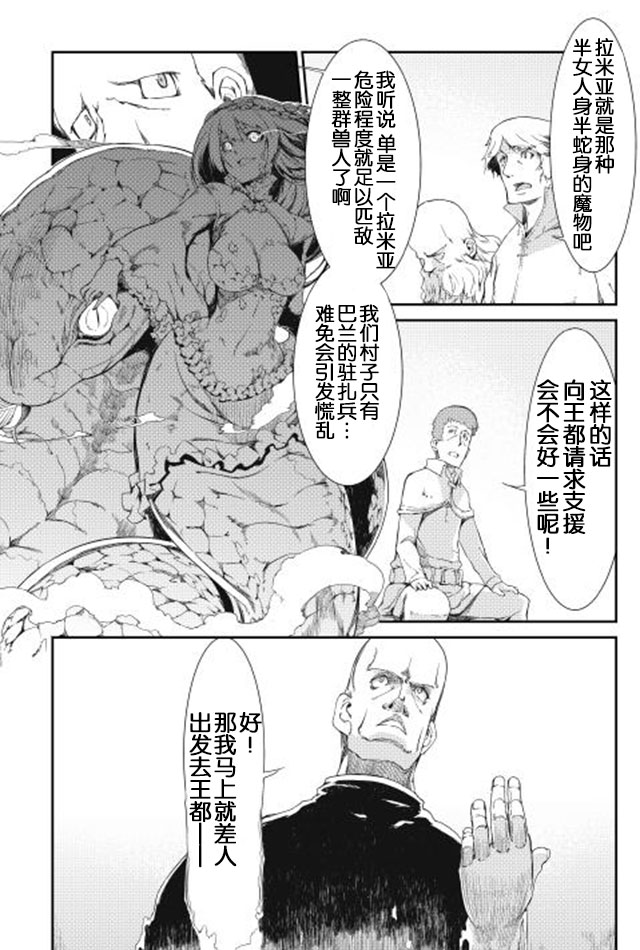 拉米亚就是那种
半女人身半蛇身的魔物吧
我听说 单是一个拉米亚
危险程度就足以匹敌
一整群兽人了啊
我们村子只有
巴兰的驻扎兵…
难免会引发慌乱
这样的话
向王都请求支援
会不会好一些呢！
好！
那我马上就差人
出发去王都——